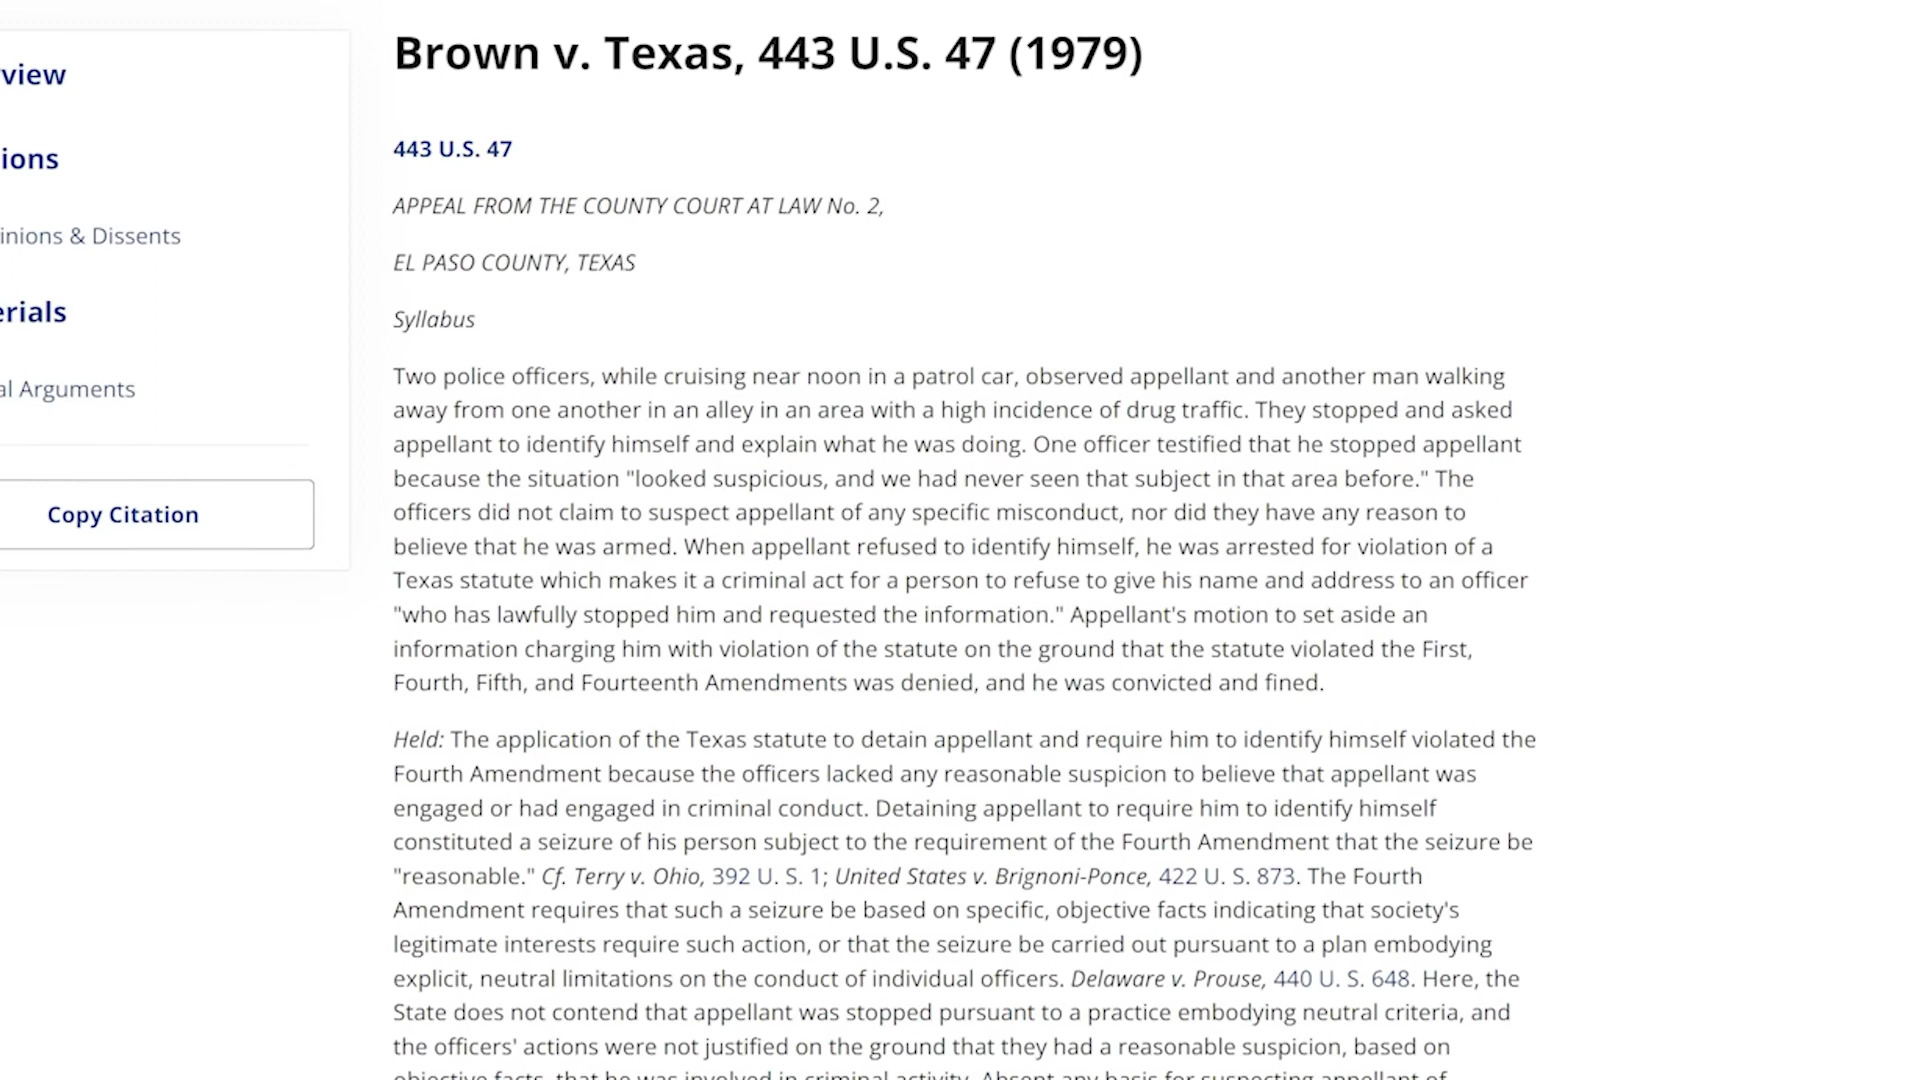 view
ions
inions & Dissents
erials
al Arguments
Copy Citation
Brown v. Texas, 443 U.S. 47 (1979)
443 U.S. 47
APPEAL FROM THE COUNTY COURT AT LAW No. 2,
EL PASO COUNTY, TEXAS
Syllabus
Two police officers, while cruising near noon in a patrol car, observed appellant and another man walking
away from one another in an alley in an area with a high incidence of drug traffic. They stopped and asked
appellant to identify himself and explain what he was doing. One officer testified that he stopped appellant
because the situation "looked suspicious, and we had never seen that subject in that area before." The
officers did not claim to suspect appellant of any specific misconduct, nor did they have any reason to
believe that he was armed. When appellant refused to identify himself, he was arrested for violation of a
Texas statute which makes it a criminal act for a person to refuse to give his name and address to an officer
"who has lawfully stopped him and requested the information." Appellant's motion to set aside an
information charging him with violation of the statute on the ground that the statute violated the First,
Fourth, Fifth, and Fourteenth Amendments was denied, and he was convicted and fined.
Held: The application of the Texas statute to detain appellant and require him to identify himself violated the
Fourth Amendment because the officers lacked any reasonable suspicion to believe that appellant was
engaged or had engaged in criminal conduct. Detaining appellant to require him to identify himself
constituted a seizure of his person subject to the requirement of the Fourth Amendment that the seizure be
"reasonable." Cf. Terry v. Ohio, 392 U. S. 1; United States v. Brignoni-Ponce, 422 U. S. 873. The Fourth
Amendment requires that such a seizure be based on specific, objective facts indicating that society's
legitimate interests require such action, or that the seizure be carried out pursuant to a plan embodying
explicit, neutral limitations on the conduct of individual officers. Delaware v. Prouse, 440 U. S. 648. Here, the
State does not contend that appellant was stopped pursuant to a practice embodying neutral criteria, and
the officers' actions were not justified on the ground that they had a reasonable suspicion, based on
objective facts, that he was involved in criminal activity. Absent any basis for suspecting appellant of